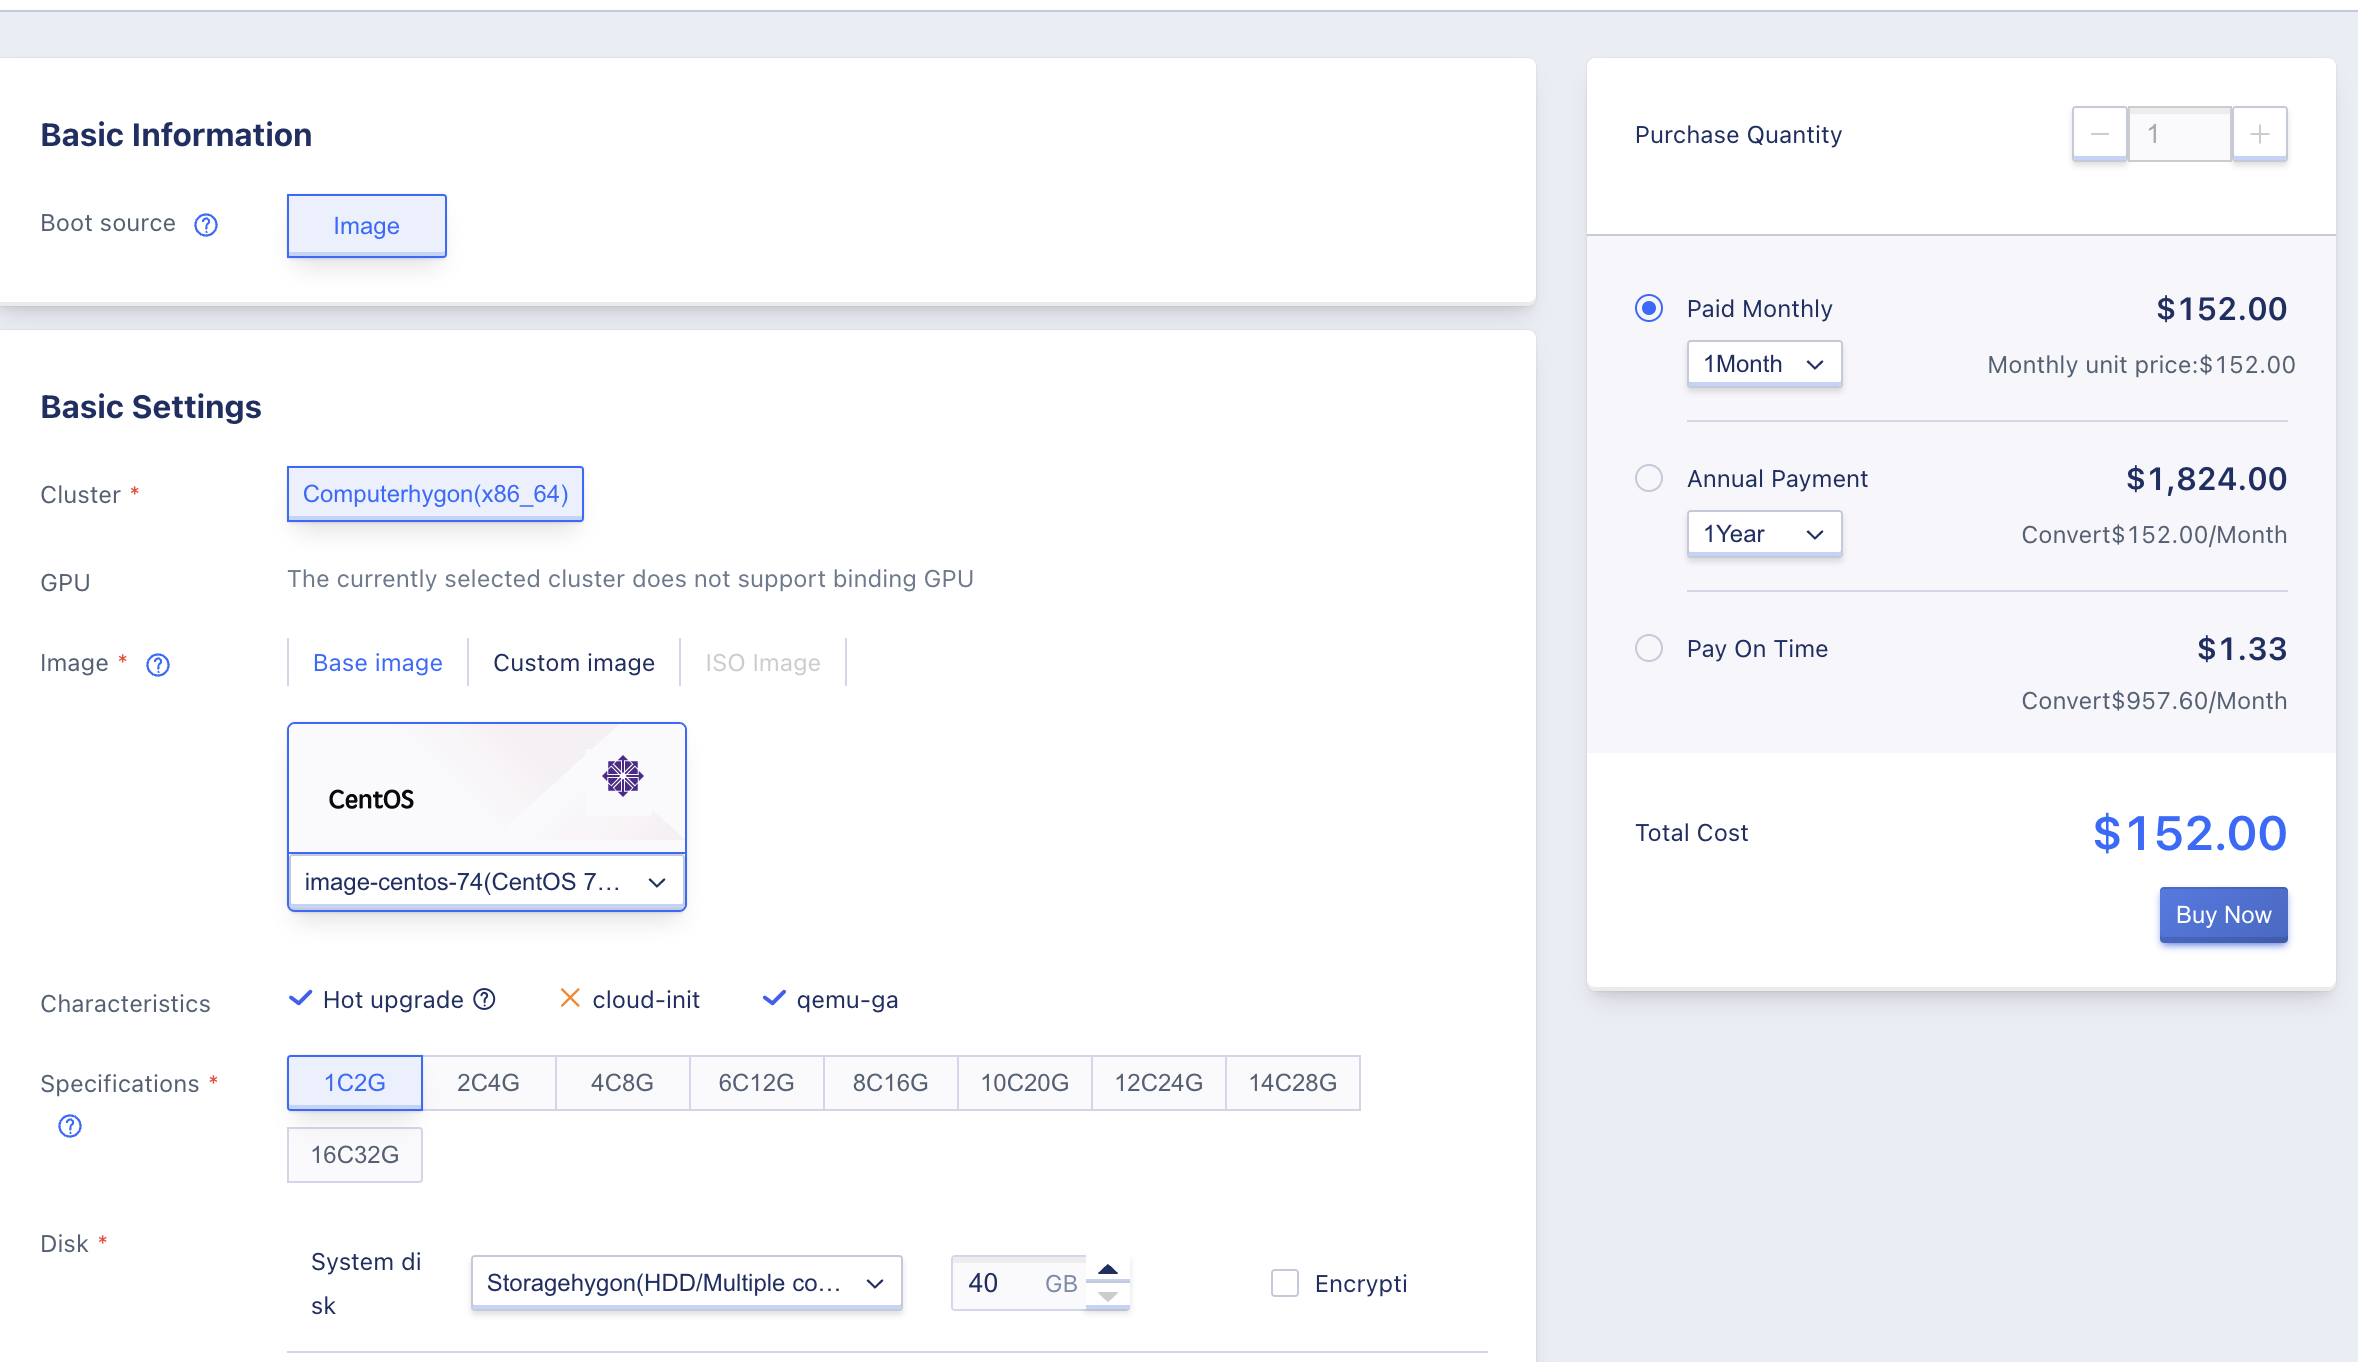 Basic Information
Boot source
Image
Basic Settings
Cluster *
Computerhygon(x86_64)
GPU
The currently selected cluster does not support binding GPU
Image *
Base image
Custom image
ISO Image
CentOS
image-centos-74(CentOS 7...
Characteristics
Hot upgrade
cloud-init
qemu-ga
Specifications *
1C2G
2C4G
4C8G
6C12G
8C16G
10C20G
12C24G
14C28G
16C32G
Disk *
System di
sk
Storagehygon(HDD/Multiple co...
40 GB
Encrypti
Purchase Quantity
1
Paid Monthly
$152.00
1Month
Monthly unit price:$152.00
Annual Payment
$1,824.00
1Year
Convert$152.00/Month
Pay On Time
$1.33
Convert$957.60/Month
Total Cost
$152.00
Buy Now